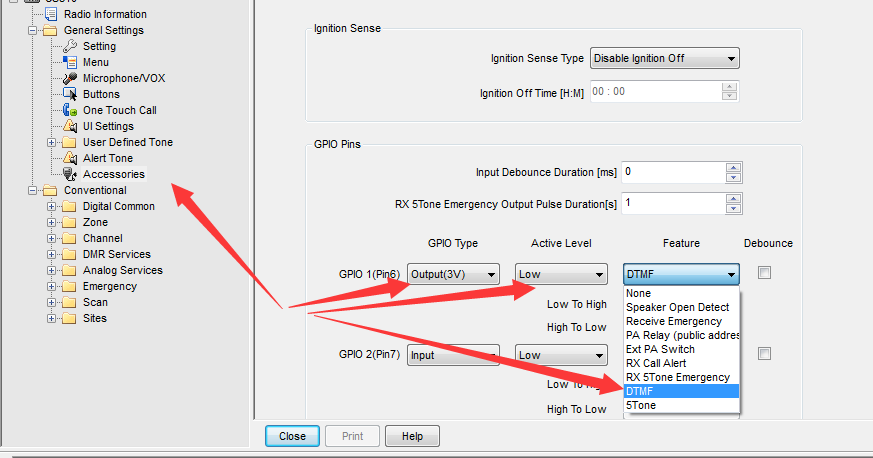 Radio Information
General Settings
Setting
Menu
Microphone/VOX
Buttons
One Touch Call
UI Settings
User Defined Tone
Alert Tone
Accessories
Conventional
Digital Common
Zone
Channel
DMR Services
Analog Services
Emergency
Scan
Sites
Ignition Sense
Ignition Sense Type Disable Ignition Off
Ignition Off Time [H:M] 00 : 00
GPIO Pins
Input Debounce Duration [ms] 0
RX 5Tone Emergency Output Pulse Duration[s] 1
GPIO Type Active Level Feature Debounce
GPIO 1(Pin6) Output(3V) Low DTMF
Low To High
High To Low
GPIO 2(Pin7) Input Low
Low To High
High To Low
None
Speaker Open Detect
Receive Emergency
PA Relay (public addres
Ext PA Switch
RX Call Alert
RX 5Tone Emergency
DTMF
5Tone
Close Print Help